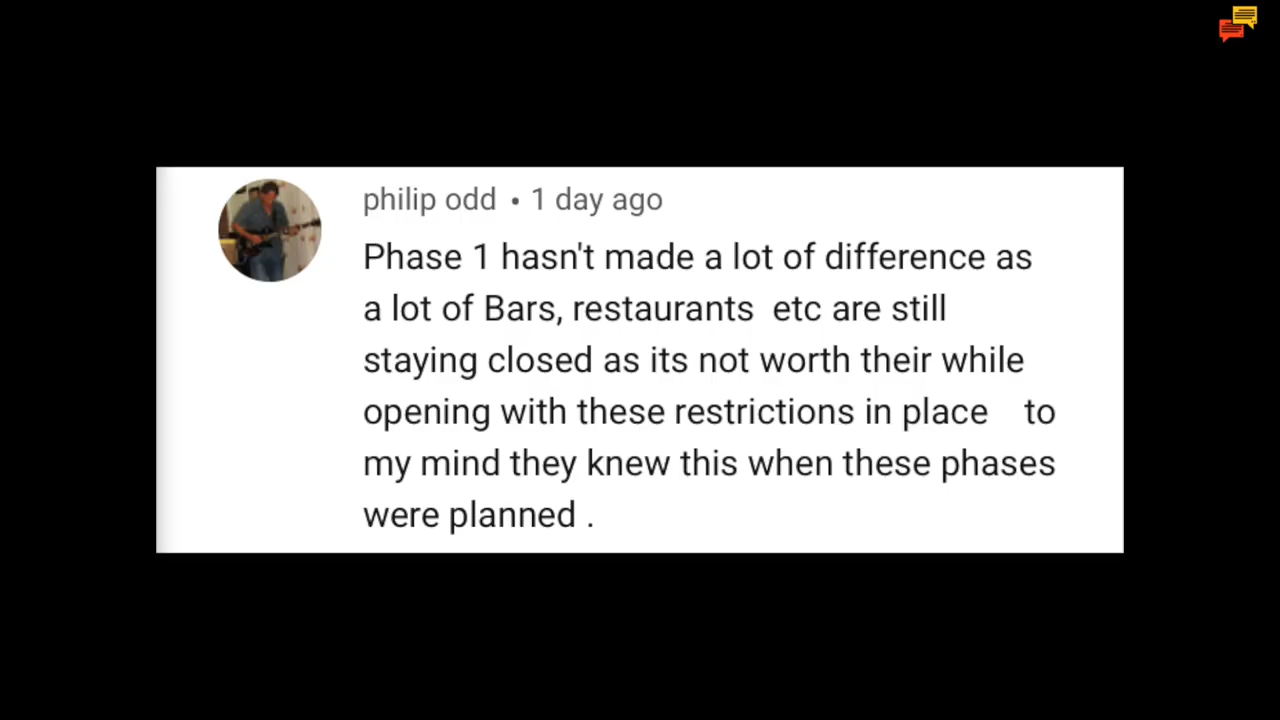 philip odd • 1 day ago
Phase 1 hasn't made a lot of difference as
a lot of Bars, restaurants  etc are still
staying closed as its not worth their while
opening with these restrictions in place    to
my mind they knew this when these phases
were planned .